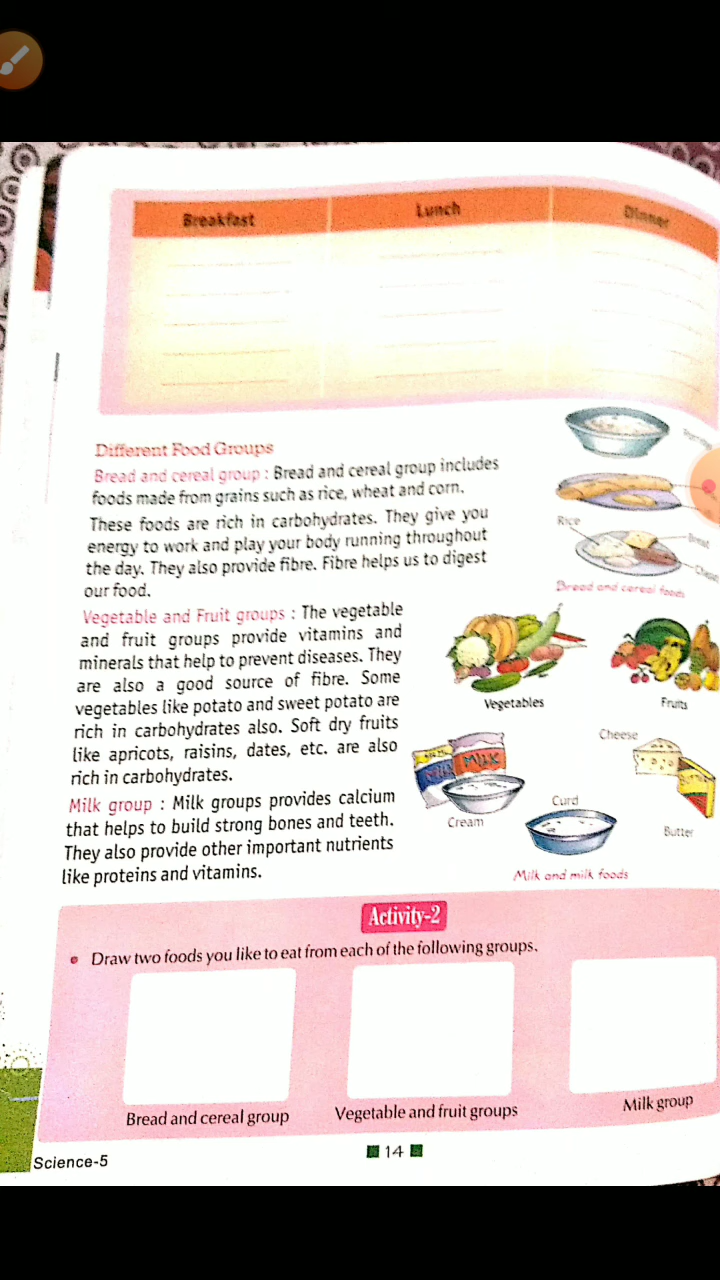 Breakfast
Lunch
Dinner
Different Food Groups
Bread and cereal group : Bread and cereal group includes
foods made from grains such as rice, wheat and corn.
These foods are rich in carbohydrates. They give you
energy to work and play your body running throughout
the day. They also provide fibre. Fibre helps us to digest
our food.
Rice
Bread
Bread and cereal foods
Vegetable and Fruit groups : The vegetable
and fruit groups provide vitamins and
minerals that help to prevent diseases. They
are also a good source of fibre. Some
vegetables like potato and sweet potato are
rich in carbohydrates also. Soft dry fruits
like apricots, raisins, dates, etc. are also
rich in carbohydrates.
Vegetables
Fruits
Milk group : Milk groups provides calcium
that helps to build strong bones and teeth.
They also provide other important nutrients
like proteins and vitamins.
Cheese
MILK
Cream
Curd
Butter
Milk and milk foods
Activity-2
• Draw two foods you like to eat from each of the following groups.
Bread and cereal group
Vegetable and fruit groups
Milk group
Science-5
14